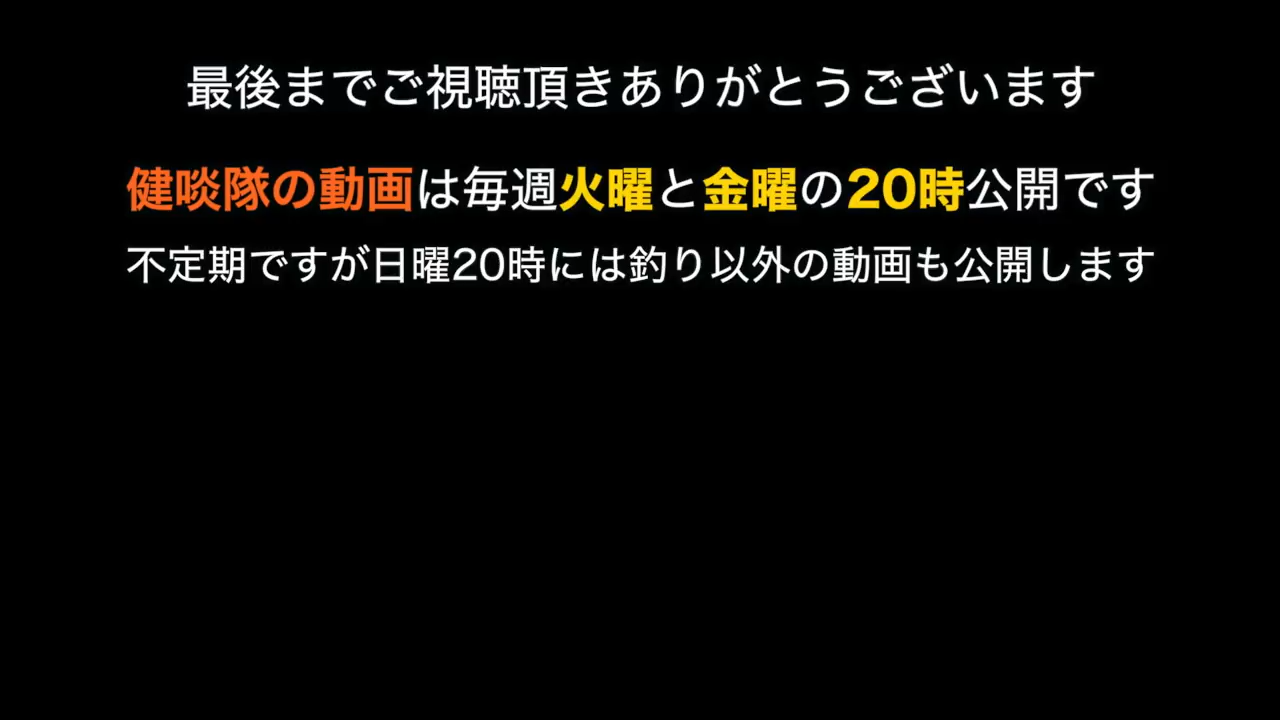 最後までご視聴頂きありがとうございます
健啖隊の動画は毎週火曜と金曜の20時公開です
不定期ですが日曜20時には釣り以外の動画も公開します